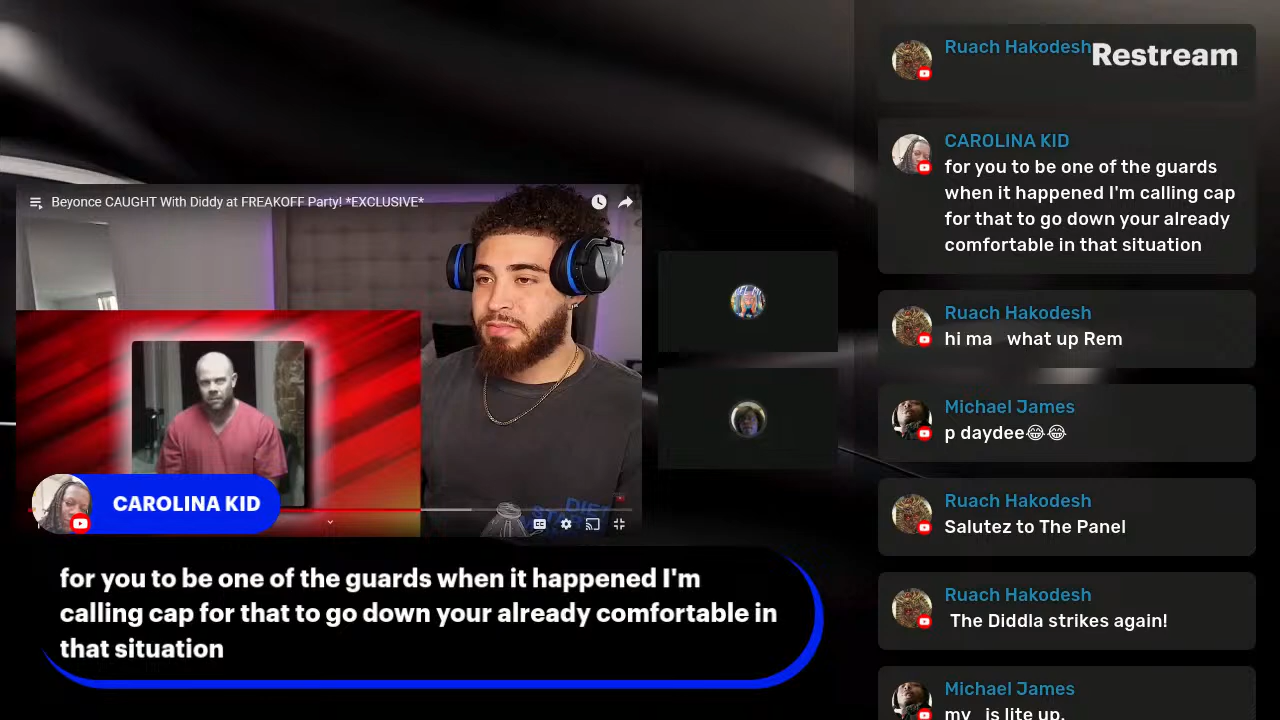 Beyonce CAUGHT With Diddy at FREAKOFF Party! *EXCLUSIVE*
CAROLINA KID
for you to be one of the guards when it happened I'm
calling cap for that to go down your already comfortable in
that situation
Restream
Ruach Hakodesh
CAROLINA KID
for you to be one of the guards
when it happened I'm calling cap
for that to go down your already
comfortable in that situation
Ruach Hakodesh
hi ma what up Rem
Michael James
p daydee😂😂
Ruach Hakodesh
Salutez to The Panel
Ruach Hakodesh
The Diddla strikes again!
Michael James
my is lite up.